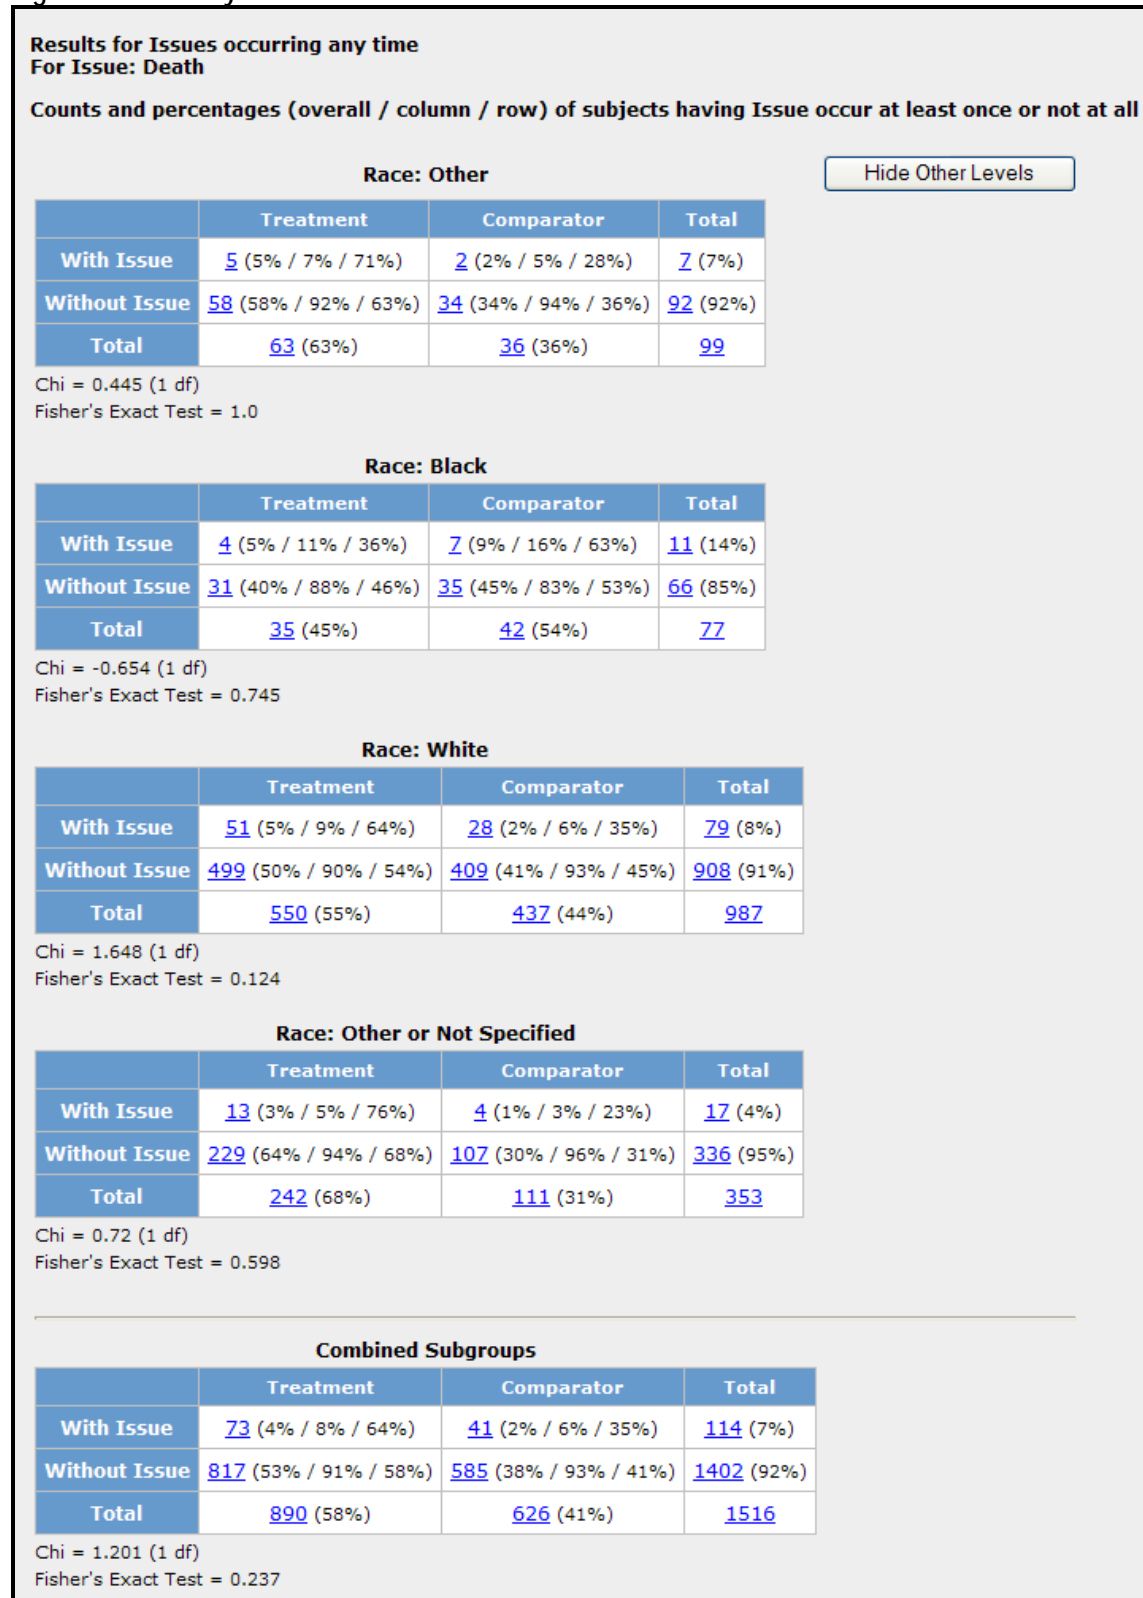 Results for Issues occurring any time
For Issue: Death
Counts and percentages (overall / column / row) of subjects having Issue occur at least once or not at all
Race: Other
Hide Other Levels
Treatment Comparator Total
With Issue 5 (5% / 7% / 71%) 2 (2% / 5% / 28%) 7 (7%)
Without Issue 58 (58% / 92% / 63%) 34 (34% / 94% / 36%) 92 (92%)
Total 63 (63%) 36 (36%) 99
Chi = 0.445 (1 df)
Fisher's Exact Test = 1.0
Race: Black
Treatment Comparator Total
With Issue 4 (5% / 11% / 36%) 7 (9% / 16% / 63%) 11 (14%)
Without Issue 31 (40% / 88% / 46%) 35 (45% / 83% / 53%) 66 (85%)
Total 35 (45%) 42 (54%) 77
Chi = -0.654 (1 df)
Fisher's Exact Test = 0.745
Race: White
Treatment Comparator Total
With Issue 51 (5% / 9% / 64%) 28 (2% / 6% / 35%) 79 (8%)
Without Issue 499 (50% / 90% / 54%) 409 (41% / 93% / 45%) 908 (91%)
Total 550 (55%) 437 (44%) 987
Chi = 1.648 (1 df)
Fisher's Exact Test = 0.124
Race: Other or Not Specified
Treatment Comparator Total
With Issue 13 (3% / 5% / 76%) 4 (1% / 3% / 23%) 17 (4%)
Without Issue 229 (64% / 94% / 68%) 107 (30% / 96% / 31%) 336 (95%)
Total 242 (68%) 111 (31%) 353
Chi = 0.72 (1 df)
Fisher's Exact Test = 0.598
Combined Subgroups
Treatment Comparator Total
With Issue 73 (4% / 8% / 64%) 41 (2% / 6% / 35%) 114 (7%)
Without Issue 817 (53% / 91% / 58%) 585 (38% / 93% / 41%) 1402 (92%)
Total 890 (58%) 626 (41%) 1516
Chi = 1.201 (1 df)
Fisher's Exact Test = 0.237